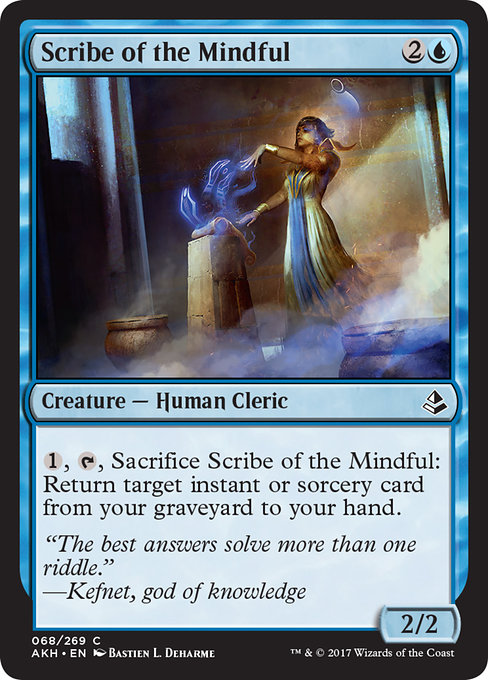 Scribe of the Mindful 2
Creature — Human Cleric
1, , Sacrifice Scribe of the Mindful:
Return target instant or sorcery card
from your graveyard to your hand.
“The best answers solve more than one
riddle.”
—Kefnet, god of knowledge
2/2
068/269 C
AKH • EN Bastien L. Deharme
™ & © 2017 Wizards of the Coast